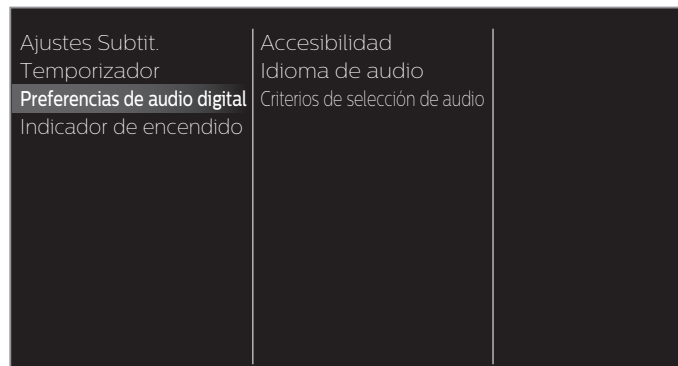 Ajustes Subtit.
Temporizador
Preferencias de audio digital
Indicador de encendido
Accesibilidad
Idioma de audio
Criterios de selección de audio